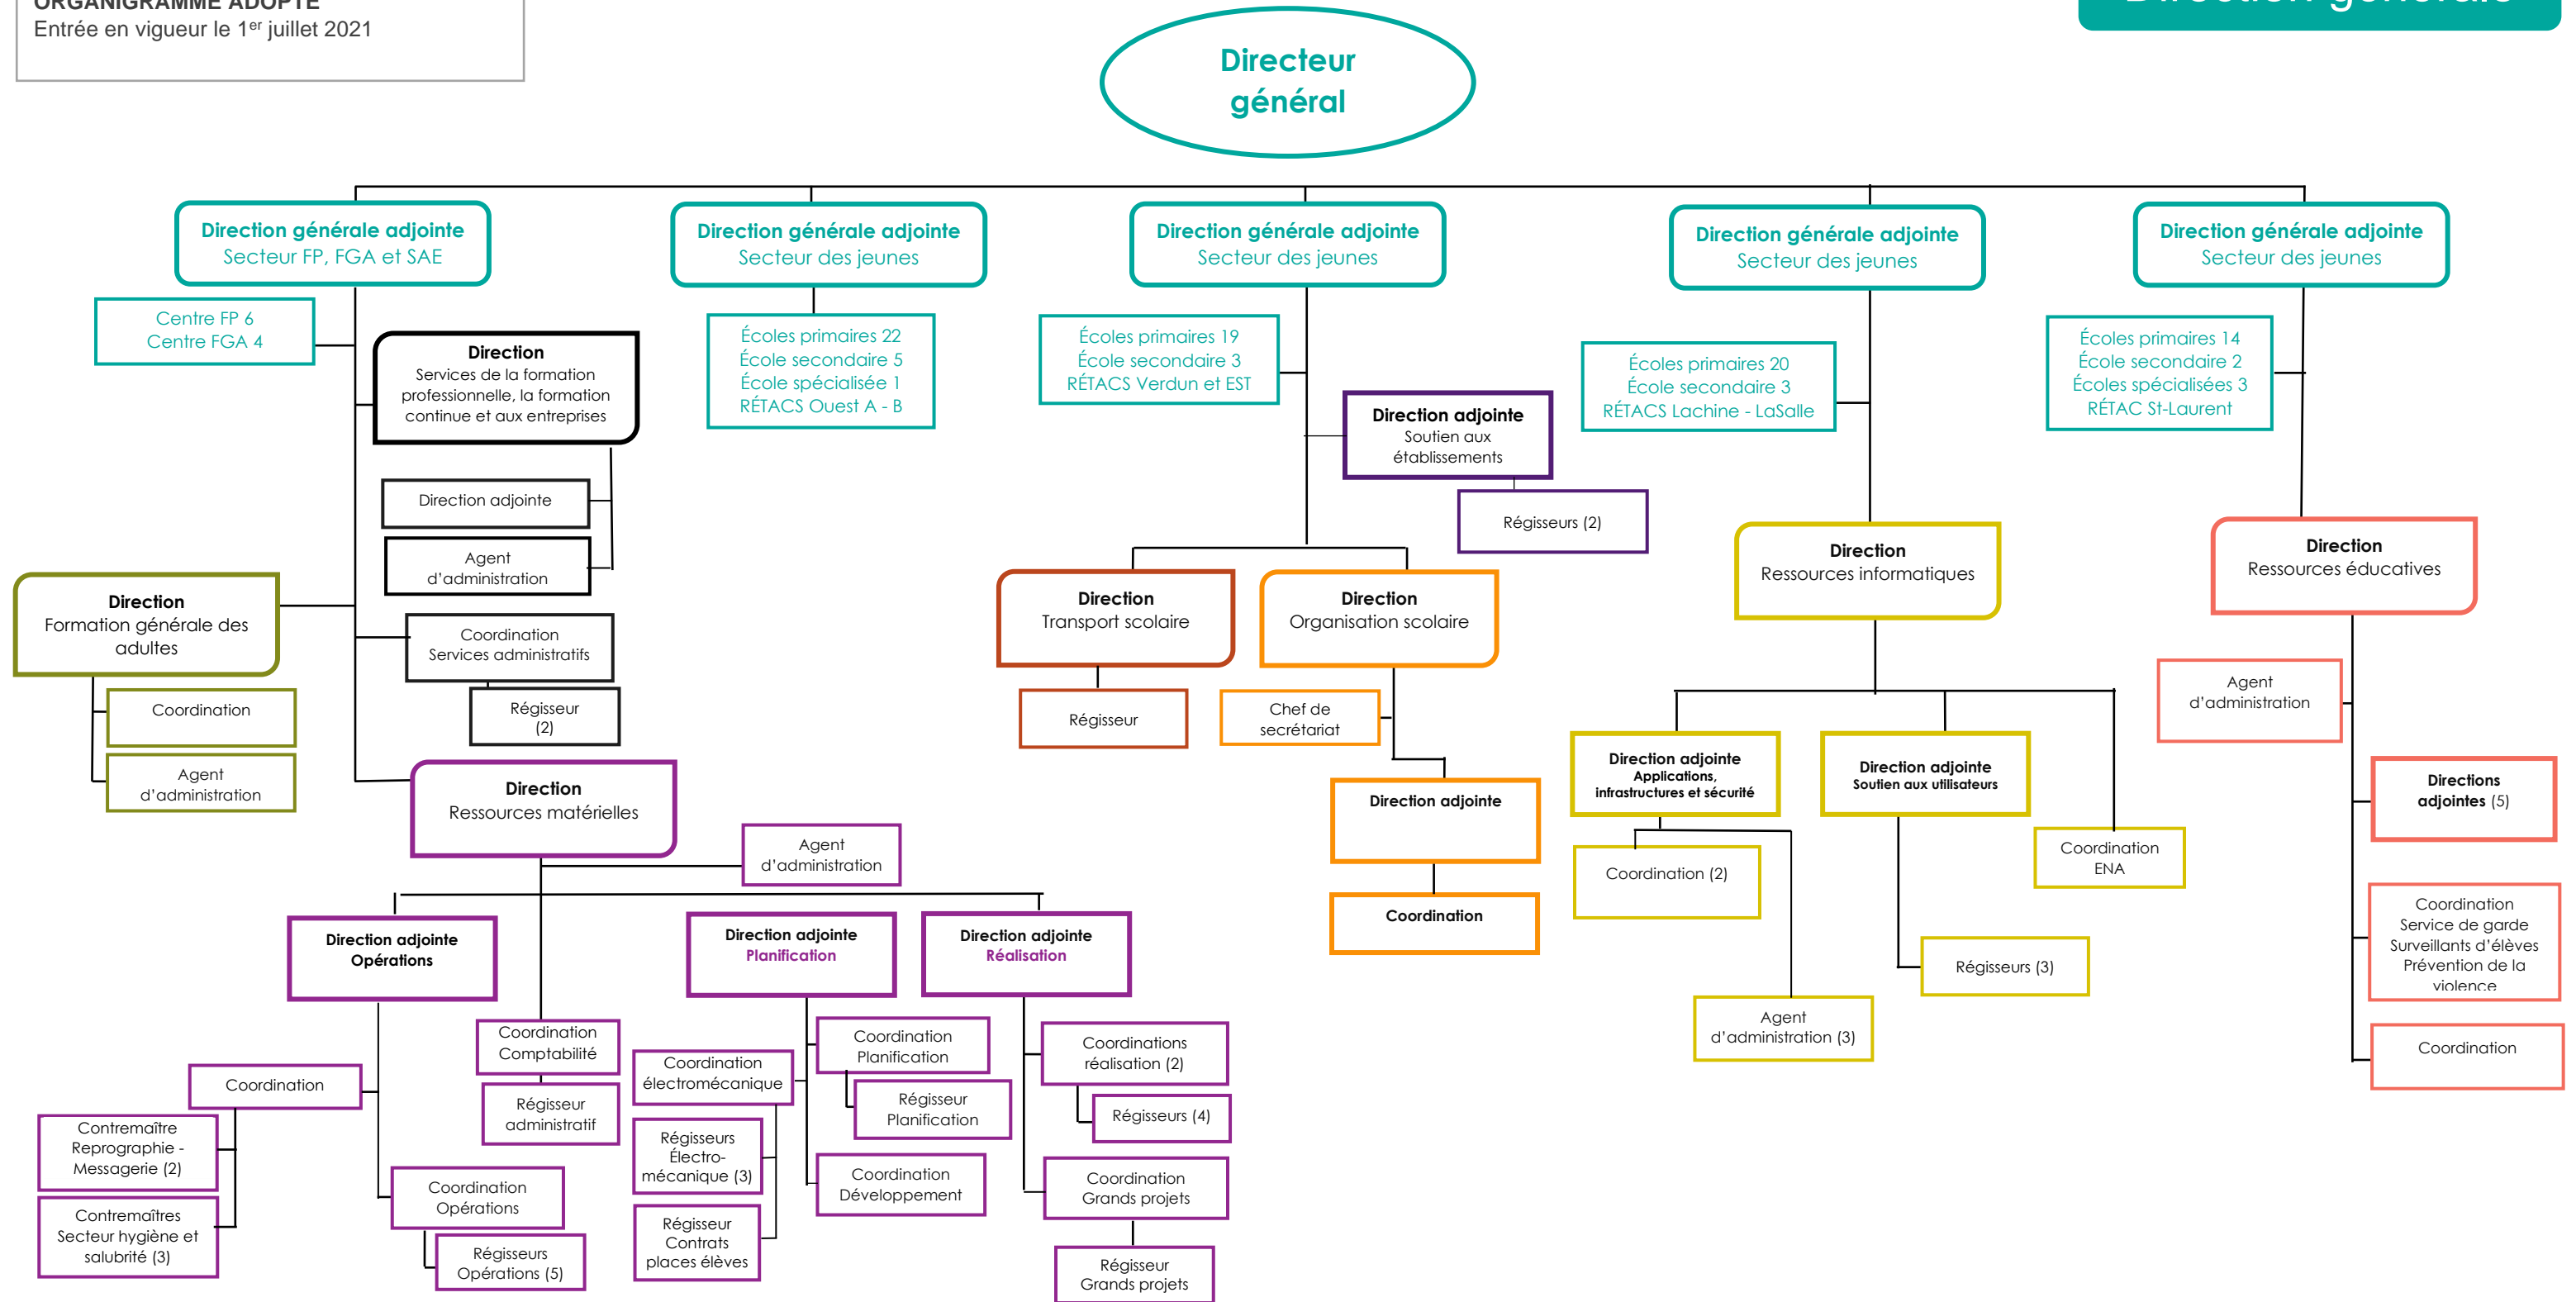 ORGANIGRAMME ADOPTÉ
Entrée en vigueur le 1er juillet 2021
Direction générale
Directeur
général
Direction générale adjointe
Secteur FP, FGA et SAE
Direction générale adjointe
Secteur des jeunes
Direction générale adjointe
Secteur des jeunes
Direction générale adjointe
Secteur des jeunes
Direction générale adjointe
Secteur des jeunes
Centre FP 6
Centre FGA 4
Direction
Services de la formation
professionnelle, la formation
continue et aux entreprises
Écoles primaires 22
École secondaire 5
École spécialisée 1
RÉTACS Ouest A - B
Écoles primaires 19
École secondaire 3
RÉTACS Verdun et EST
Direction adjointe
Soutien aux
établissements
Régisseurs (2)
Écoles primaires 20
École secondaire 3
RÉTACS Lachine - LaSalle
Écoles primaires 14
École secondaire 2
Écoles spécialisées 3
RÉTAC St-Laurent
Direction adjointe
Agent
d'administration
Direction
Formation générale des
adultes
Coordination
Agent
d'administration
Coordination
Services administratifs
Régisseur
(2)
Direction
Transport scolaire
Régisseur
Direction
Organisation scolaire
Chef de
secrétariat
Direction adjointe
Coordination
Direction
Ressources informatiques
Direction adjointe
Applications,
infrastructures et sécurité
Coordination (2)
Agent
d'administration (3)
Direction adjointe
Soutien aux utilisateurs
Régisseurs (3)
Coordination
ENA
Direction
Ressources éducatives
Agent
d'administration
Directions
adjointes (5)
Coordination
Service de garde
Surveillants d'élèves
Prévention de la
violence
Coordination
Direction
Ressources matérielles
Agent
d'administration
Direction adjointe
Opérations
Coordination
Contremaître
Reprographie -
Messagerie (2)
Contremaîtres
Secteur hygiène et
salubrité (3)
Coordination
Opérations
Régisseurs
Opérations (5)
Coordination
Comptabilité
Régisseur
administratif
Direction adjointe
Planification
Coordination
électromécanique
Régisseurs
Électro-
mécanique (3)
Régisseur
Contrats
places élèves
Coordination
Planification
Régisseur
Planification
Coordination
Développement
Direction adjointe
Réalisation
Coordinations
réalisation (2)
Régisseurs (4)
Coordination
Grands projets
Régisseur
Grands projets